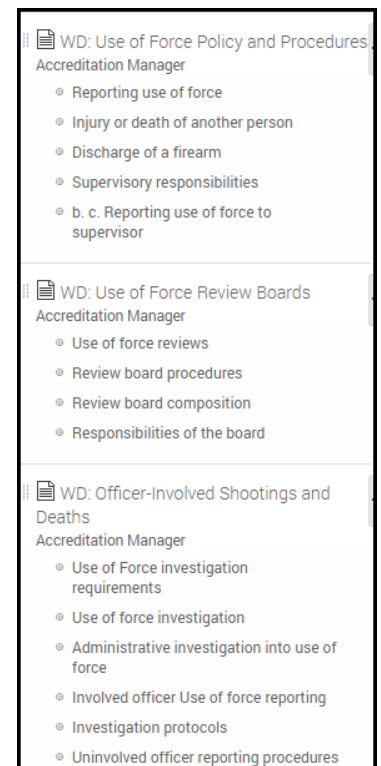 WD: Use of Force Policy and Procedures
Accreditation Manager
Reporting use of force
Injury or death of another person
Discharge of a firearm
Supervisory responsibilities
b. c. Reporting use of force to
supervisor
WD: Use of Force Review Boards
Accreditation Manager
Use of force reviews
Review board procedures
Review board composition
Responsibilities of the board
WD: Officer-Involved Shootings and
Deaths
Accreditation Manager
Use of Force investigation
requirements
Use of force investigation
Administrative investigation into use of
force
Involved officer Use of force reporting
Investigation protocols
Uninvolved officer reporting procedures